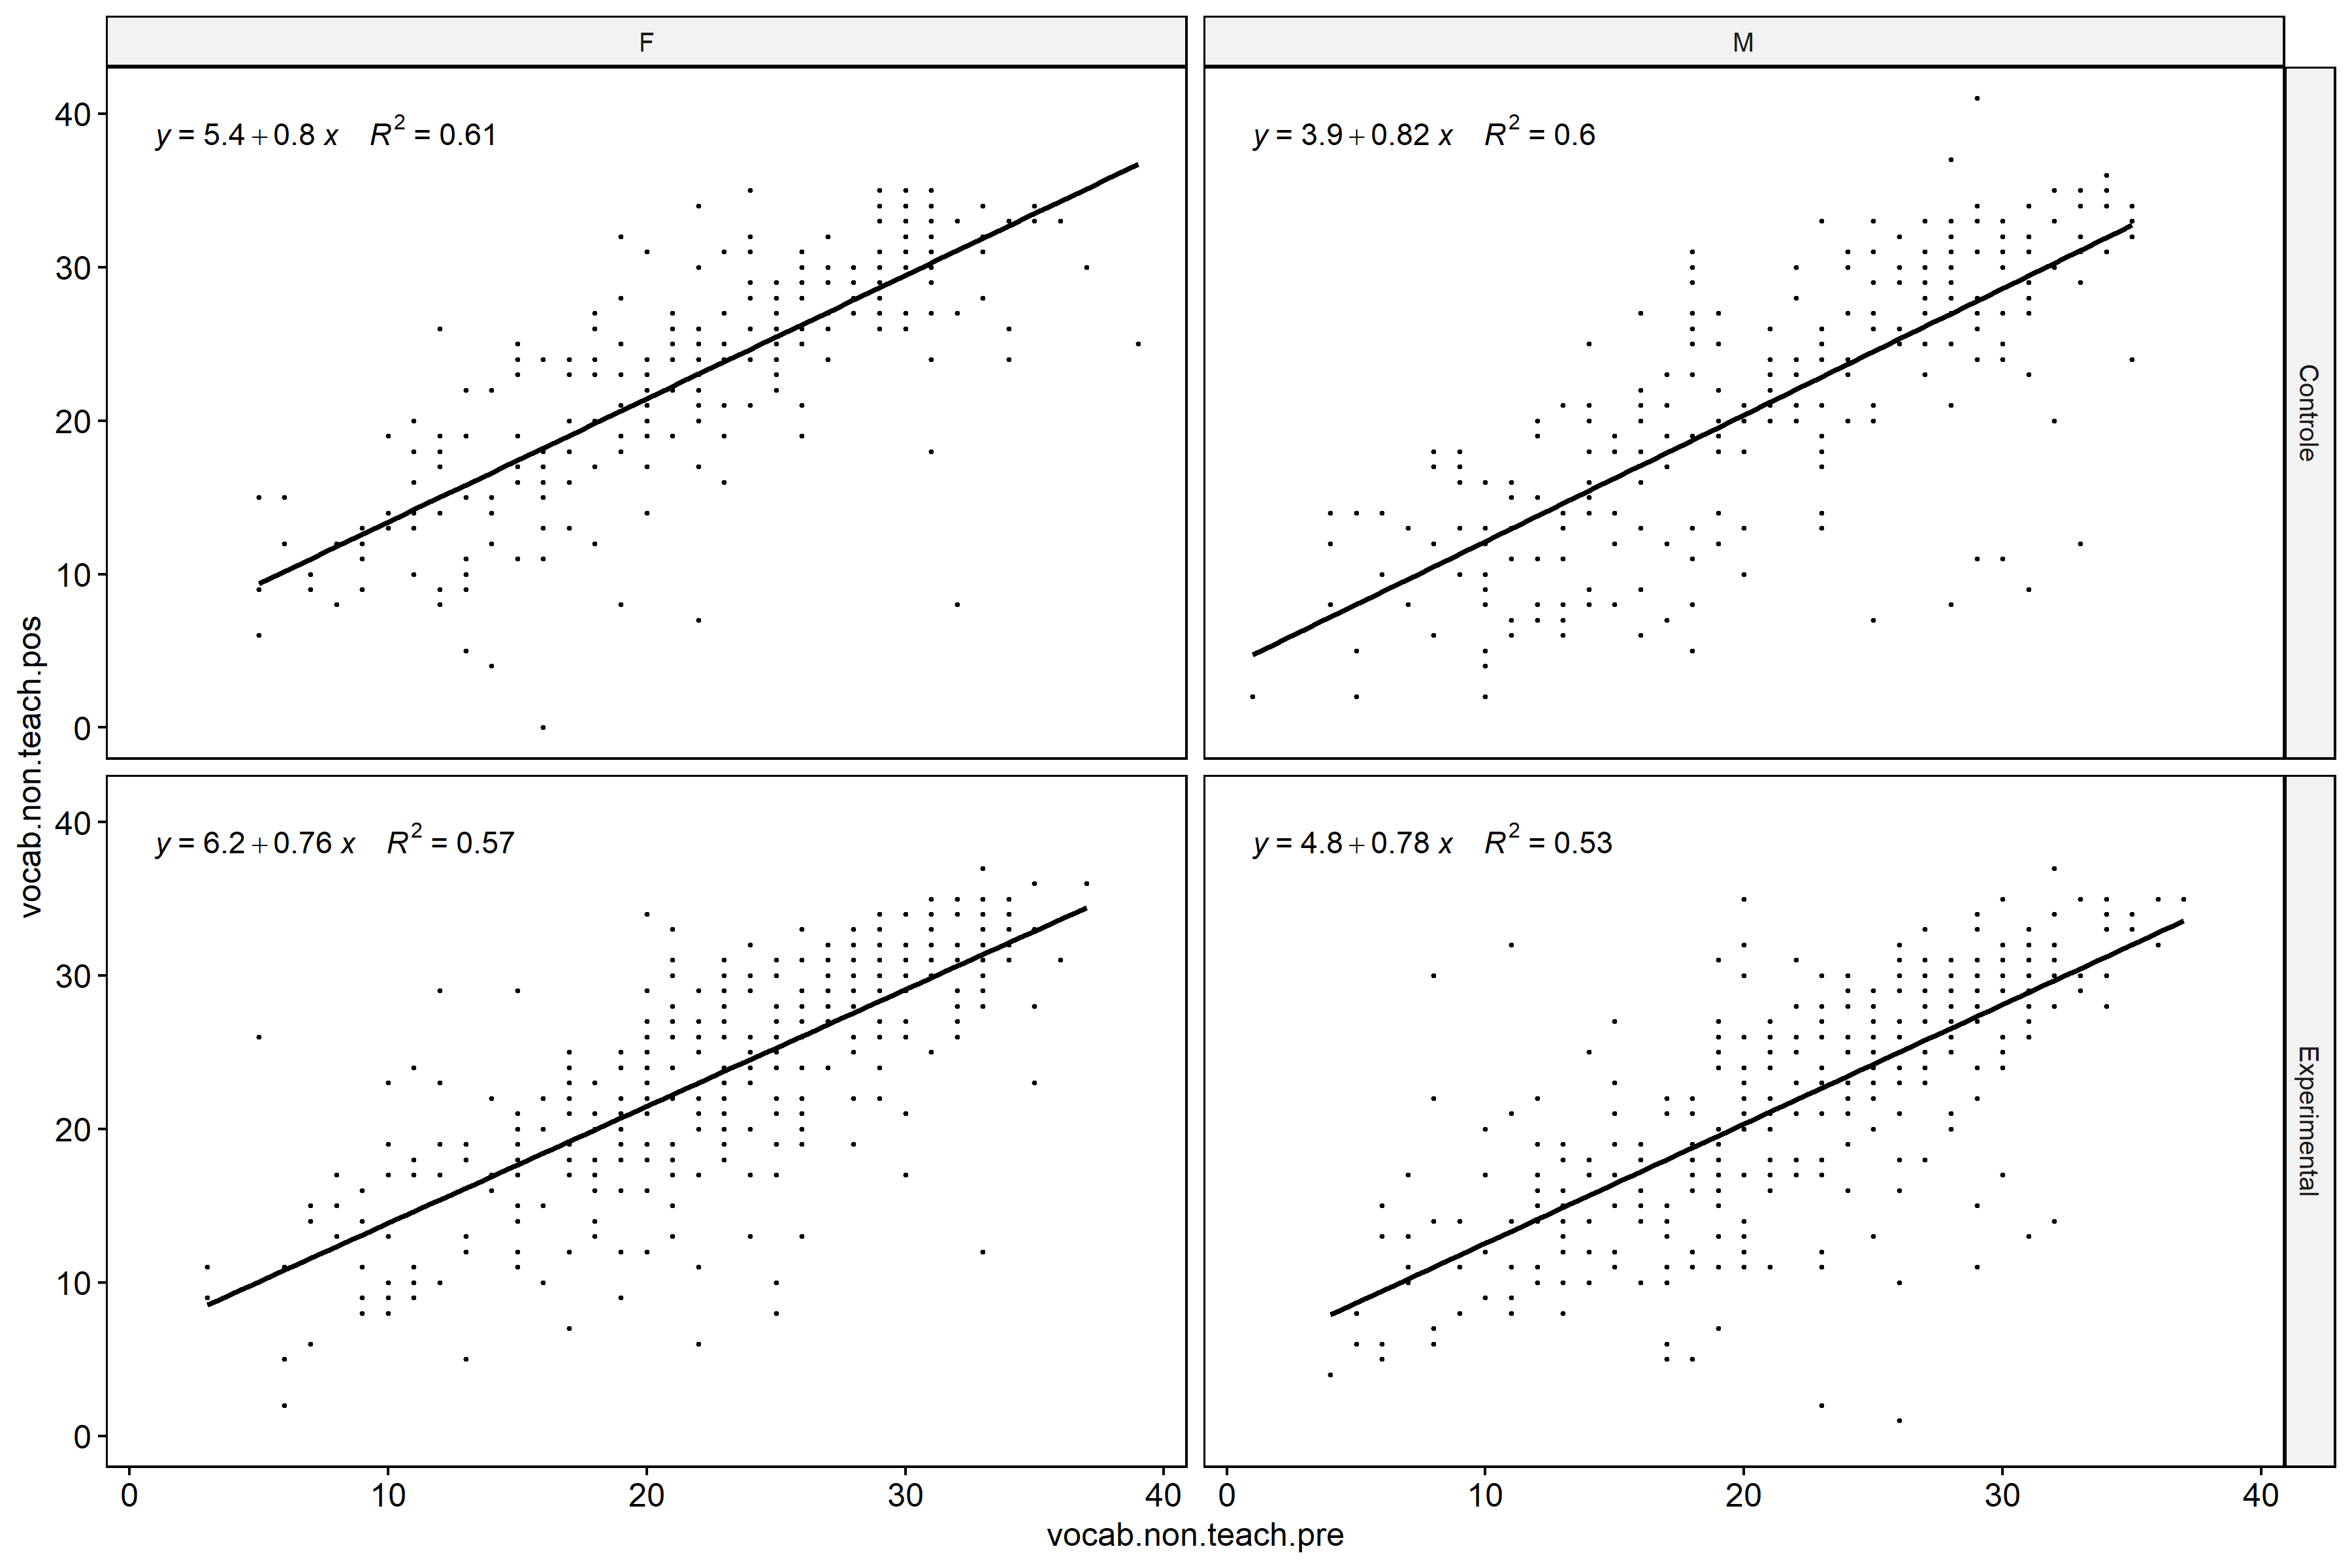 F
M
40
30
20
10
0
y = 5.4 + 0.8 x R² = 0.61
y = 3.9 + 0.82 x R² = 0.6
Controle
vocab.non.teach.pos
40
30
20
10
0
y = 6.2 + 0.76 x R² = 0.57
y = 4.8 + 0.78 x R² = 0.53
Experimental
0 10 20 30 40
0 10 20 30 40
vocab.non.teach.pre